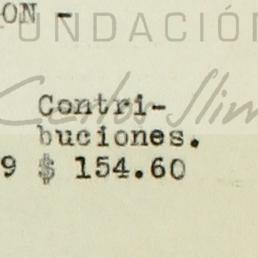 ON -
FUNDACIÓN
Carlos Slim
Contri-
buciones.
9 $ 154.60